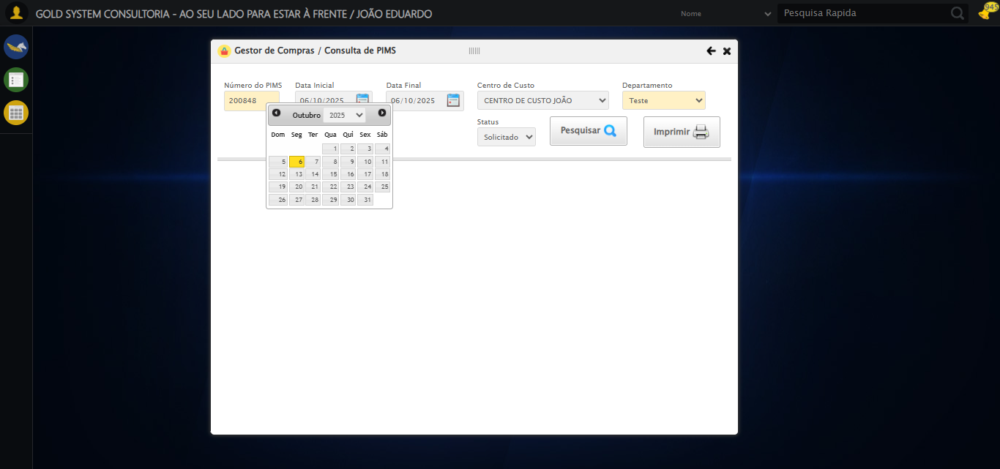 GOLD SYSTEM CONSULTORIA - AO SEU LADO PARA ESTAR À FRENTE / JOÃO EDUARDO
Nome
Pesquisa Rapida
945
Gestor de Compras / Consulta de PIMS
Número do PIMS Data Inicial Data Final Centro de Custo Departamento
200848 06/10/2025 06/10/2025 CENTRO DE CUSTO JOÃO Teste
Outubro 2025
Status
Solicitado Pesquisar Imprimir
Dom Seg Ter Qua Qui Sex Sáb
1 2 3 4
5 6 7 8 9 10 11
12 13 14 15 16 17 18
19 20 21 22 23 24 25
26 27 28 29 30 31